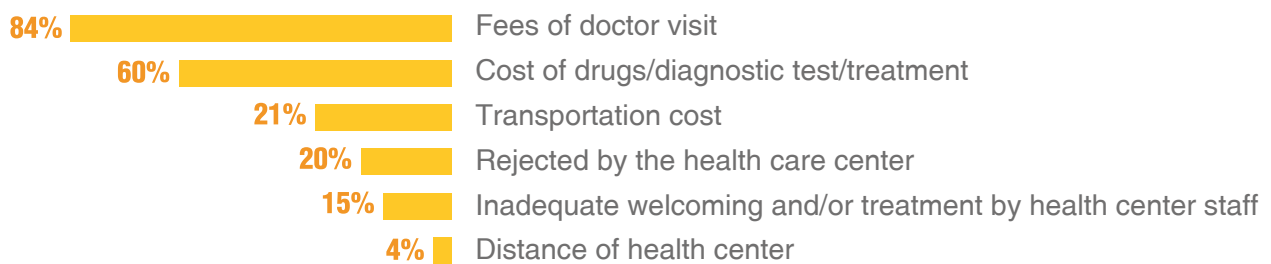 84% Fees of doctor visit
60% Cost of drugs/diagnostic test/treatment
21% Transportation cost
20% Rejected by the health care center
15% Inadequate welcoming and/or treatment by health center staff
4% Distance of health center